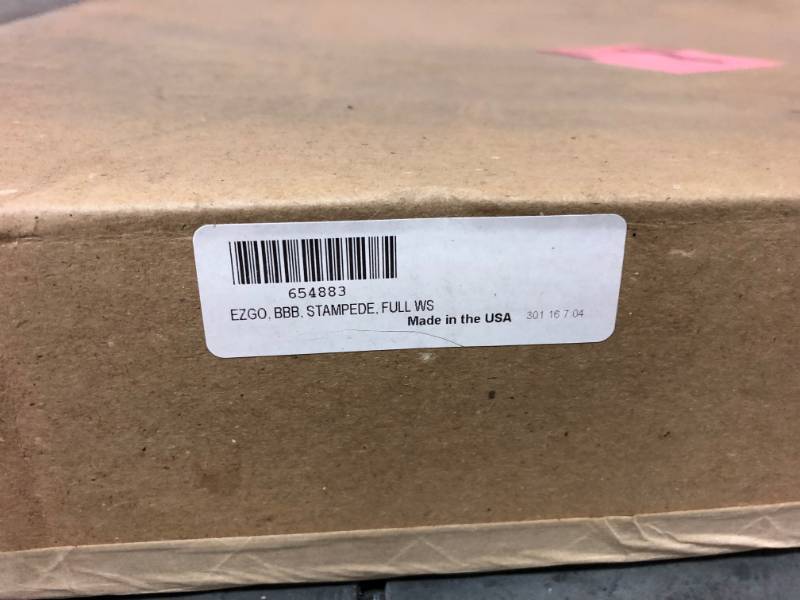 654883
EZGO, BBB, STAMPEDE, FULL WS
Made in the USA 301 16 7:04